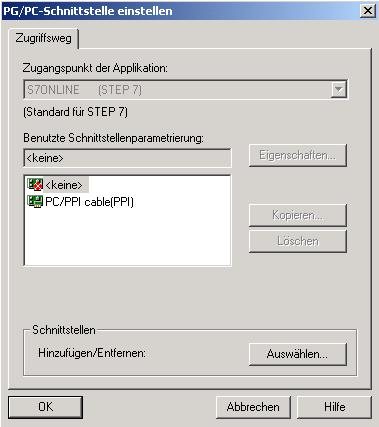 PG/PC-Schnittstelle einstellen
Zugriffsweg
Zugangspunkt der Applikation:
S7ONLINE (STEP 7)
(Standard für STEP 7)
Benutzte Schnittstellenparametrierung:
<keine>
Eigenschaften...
<keine>
PC/PPI cable(PPI)
Kopieren...
Löschen
Schnittstellen
Hinzufügen/Entfernen:
Auswählen...
OK
Abbrechen
Hilfe